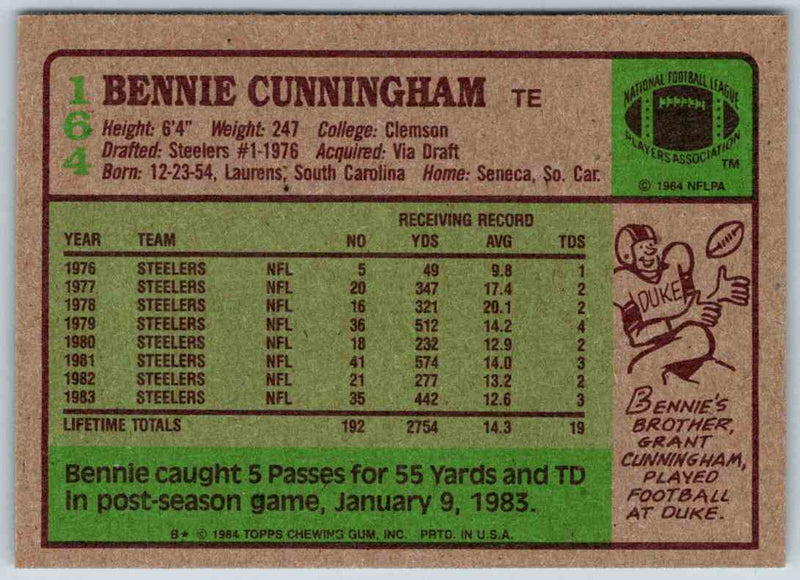 164
BENNIE CUNNINGHAM TE
Height: 6'4" Weight: 247 College: Clemson
Drafted: Steelers #1-1976 Acquired: Via Draft
Born: 12-23-54, Laurens, South Carolina Home: Seneca, So. Car.
NATIONAL FOOTBALL LEAGUE
PLAYERS ASSOCIATION
TM
© 1984 NFLPA
RECEIVING RECORD
YEAR TEAM NO YDS AVG TDS
1976 STEELERS NFL 5 49 9.8 1
1977 STEELERS NFL 20 347 17.4 2
1978 STEELERS NFL 16 321 20.1 2
1979 STEELERS NFL 36 512 14.2 4
1980 STEELERS NFL 18 232 12.9 2
1981 STEELERS NFL 41 574 14.0 3
1982 STEELERS NFL 21 277 13.2 2
1983 STEELERS NFL 35 442 12.6 3
LIFETIME TOTALS 192 2754 14.3 19
Bennie caught 5 Passes for 55 Yards and TD
in post-season game, January 9, 1983.
B* © 1984 TOPPS CHEWING GUM, INC. PRTD. IN U.S.A.
DUKE
BENNIE'S
BROTHER,
GRANT
CUNNINGHAM,
PLAYED
FOOTBALL
AT DUKE.